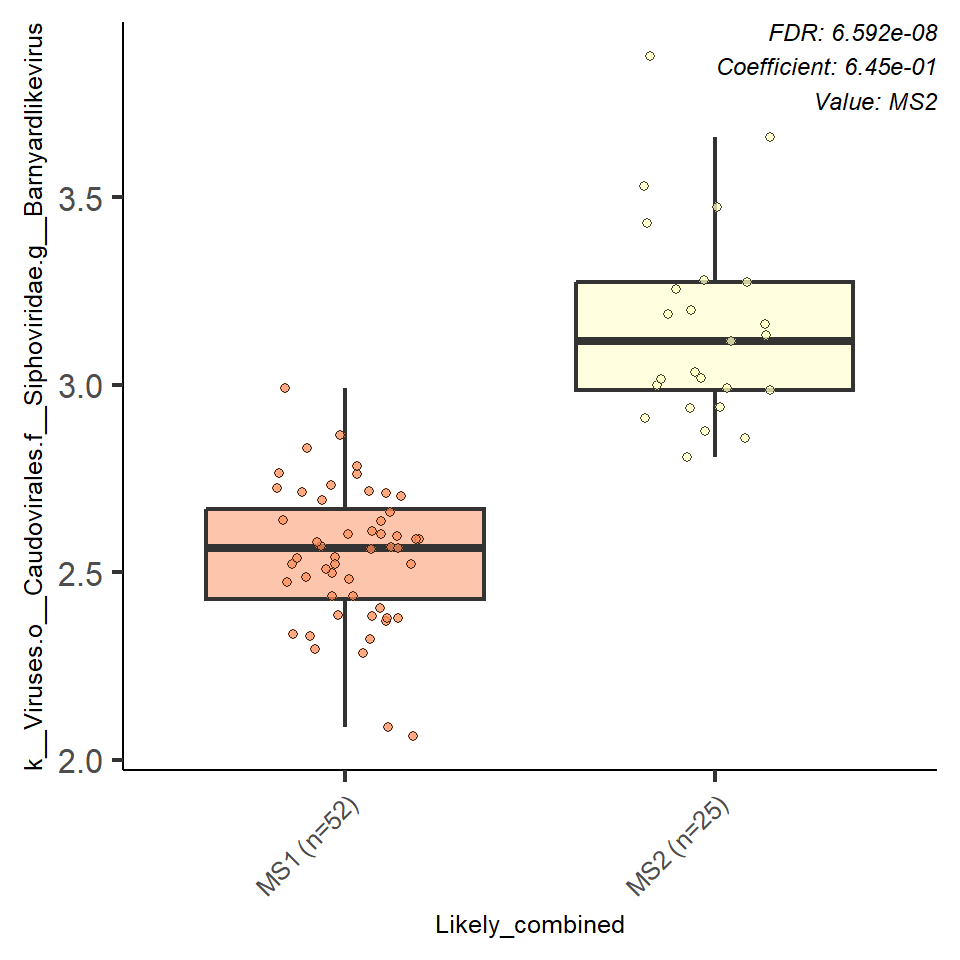 FDR: 6.592e-08
Coefficient: 6.45e-01
Value: MS2
k__Viruses.o__Caudovirales.f__Siphoviridae.g__Barnyardlikevirus
3.5
3.0
2.5
2.0
MS1 (n=52)
MS2 (n=25)
Likely_combined